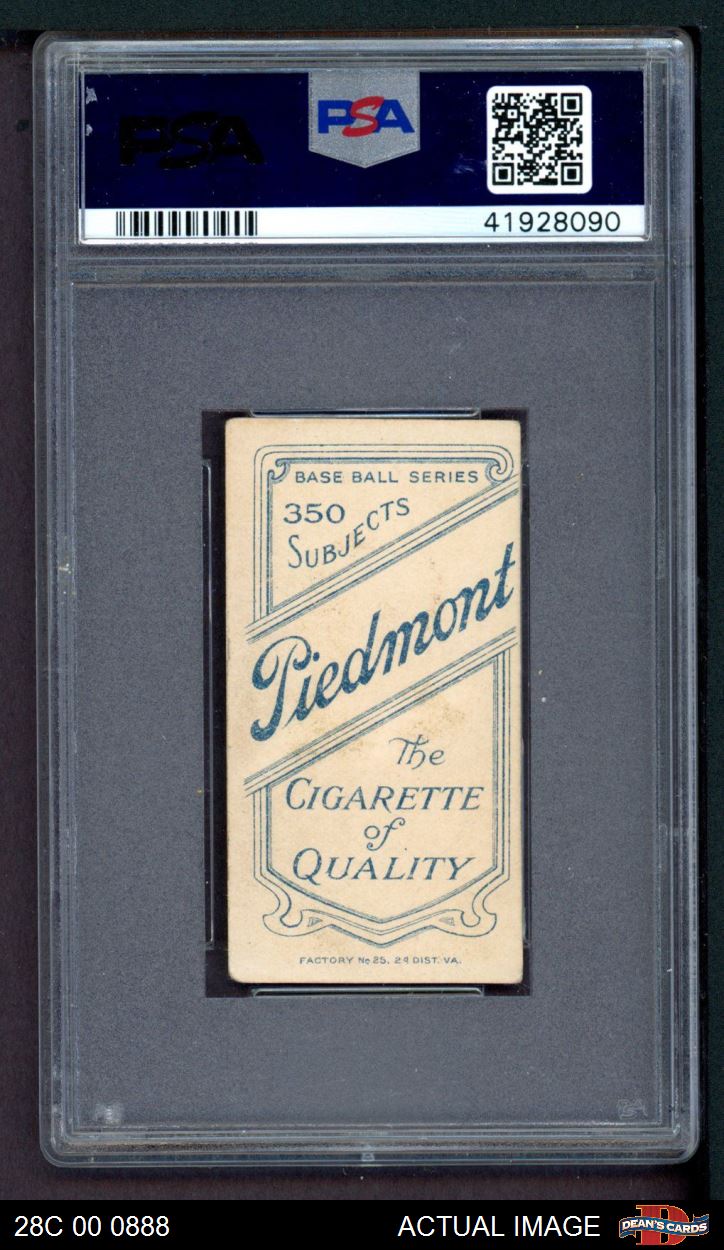 PSA
PSA
41928090
BASE BALL SERIES
350
SUBJECTS
Piedmont
The
CIGARETTE
of
QUALITY
FACTORY No 25, 2d DIST. VA.
28C 00 0888
ACTUAL IMAGE
DEAN'S CARDS